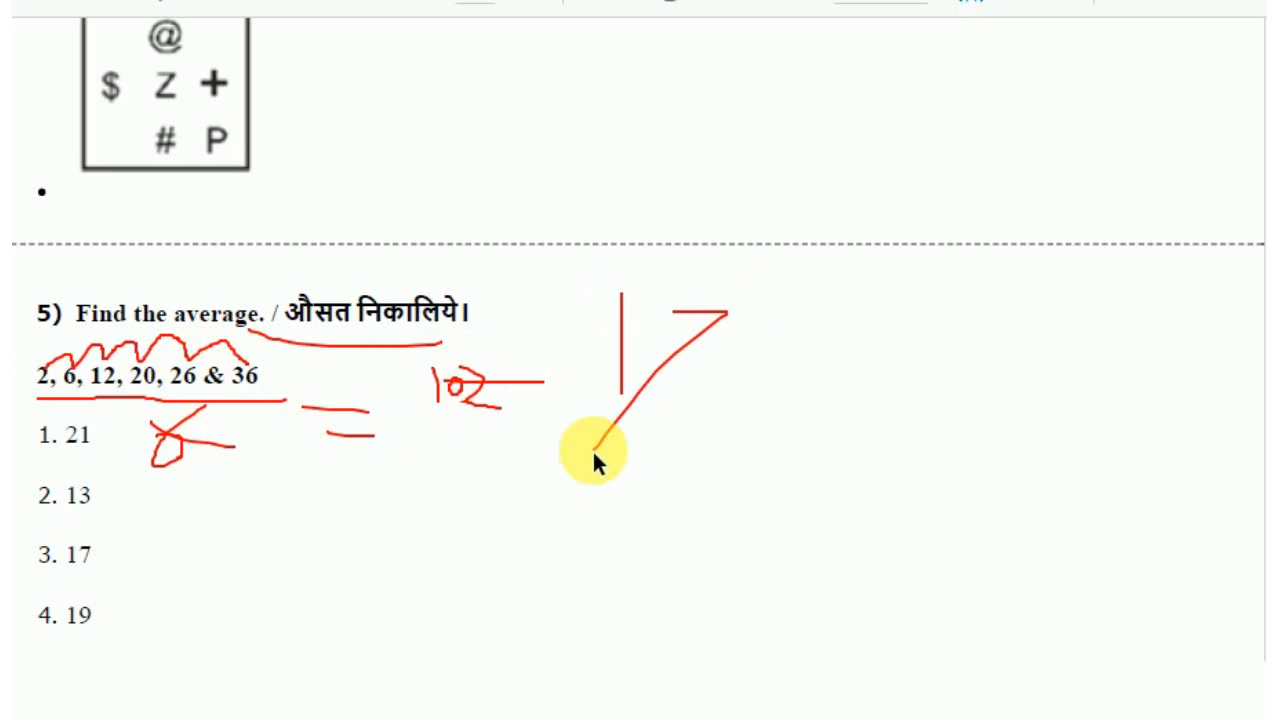 @
$ Z +
# P
5) Find the average. / औसत निकालिये।
2, 6, 12, 20, 26 & 36
102
17
1. 21
2. 13
3. 17
4. 19